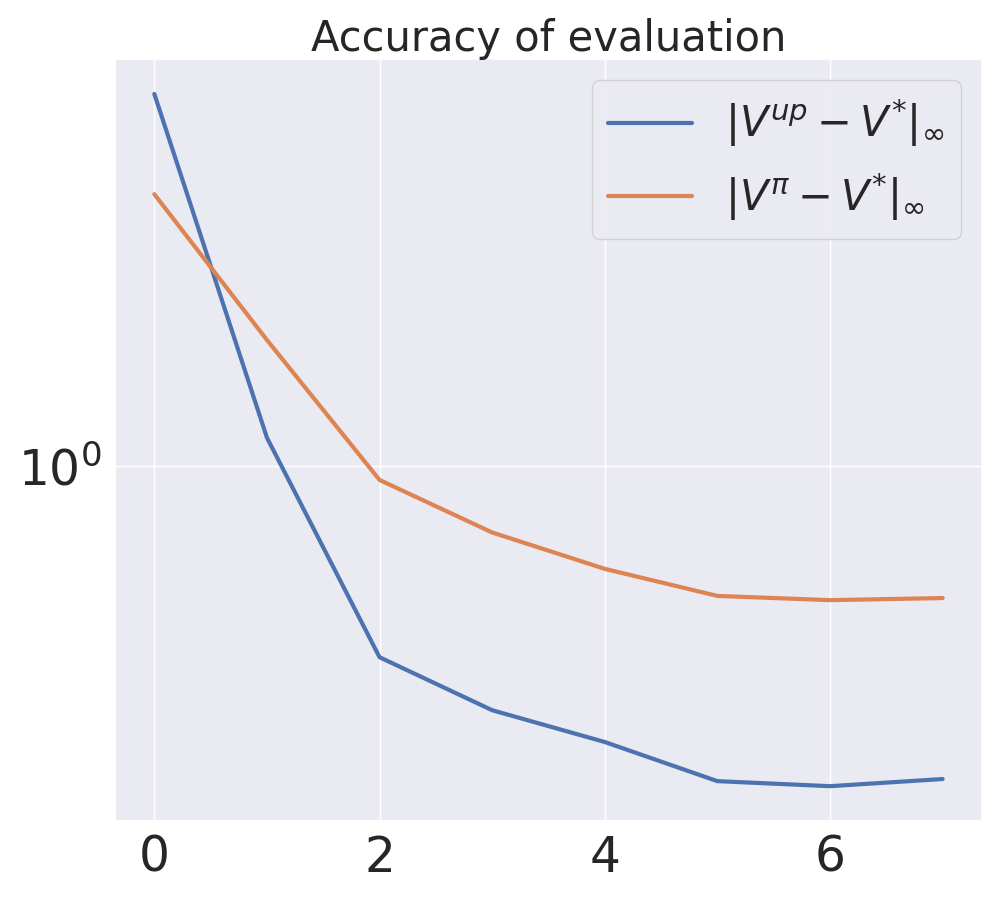 Accuracy of evaluation
|V^{up} − V^*|_∞
|V^π − V^*|_∞
10^0
0 2 4 6